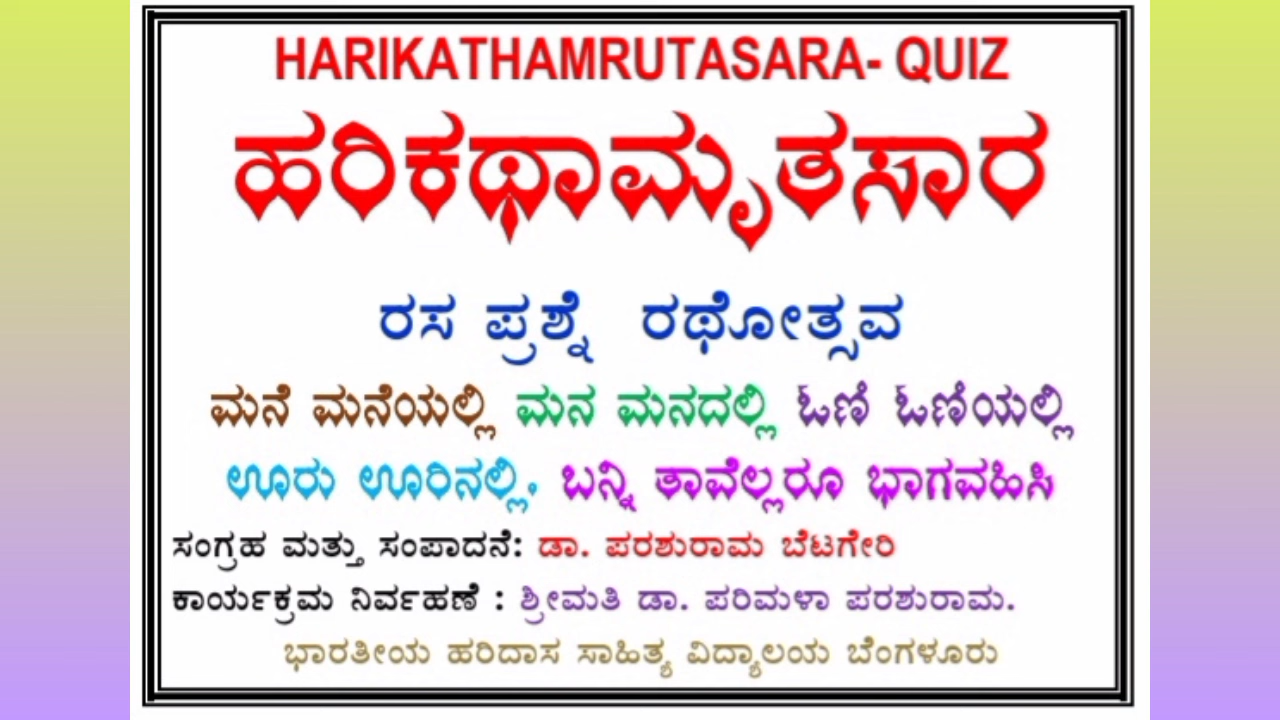 HARIKATHAMRUTASARA- QUIZ
ಹರಿಕಥಾಮೃತಸಾರ
ರಸ ಪ್ರಶ್ನೆ ರಥೋತ್ಸವ
ಮನೆ ಮನೆಯಲ್ಲಿ ಮನ ಮನದಲ್ಲಿ ಓಣಿ ಓಣಿಯಲ್ಲಿ
ಊರು ಊರಿನಲ್ಲಿ, ಬನ್ನಿ ತಾವೆಲ್ಲರೂ ಭಾಗವಹಿಸಿ
ಸಂಗ್ರಹ ಮತ್ತು ಸಂಪಾದನೆ: ಡಾ. ಪರಶುರಾಮ ಬೆಟಗೇರಿ
ಕಾರ್ಯಕ್ರಮ ನಿರ್ವಹಣೆ : ಶ್ರೀಮತಿ ಡಾ. ಪರಿಮಳಾ ಪರಶುರಾಮ.
ಭಾರತೀಯ ಹರಿದಾಸ ಸಾಹಿತ್ಯ ವಿದ್ಯಾಲಯ ಬೆಂಗಳೂರು